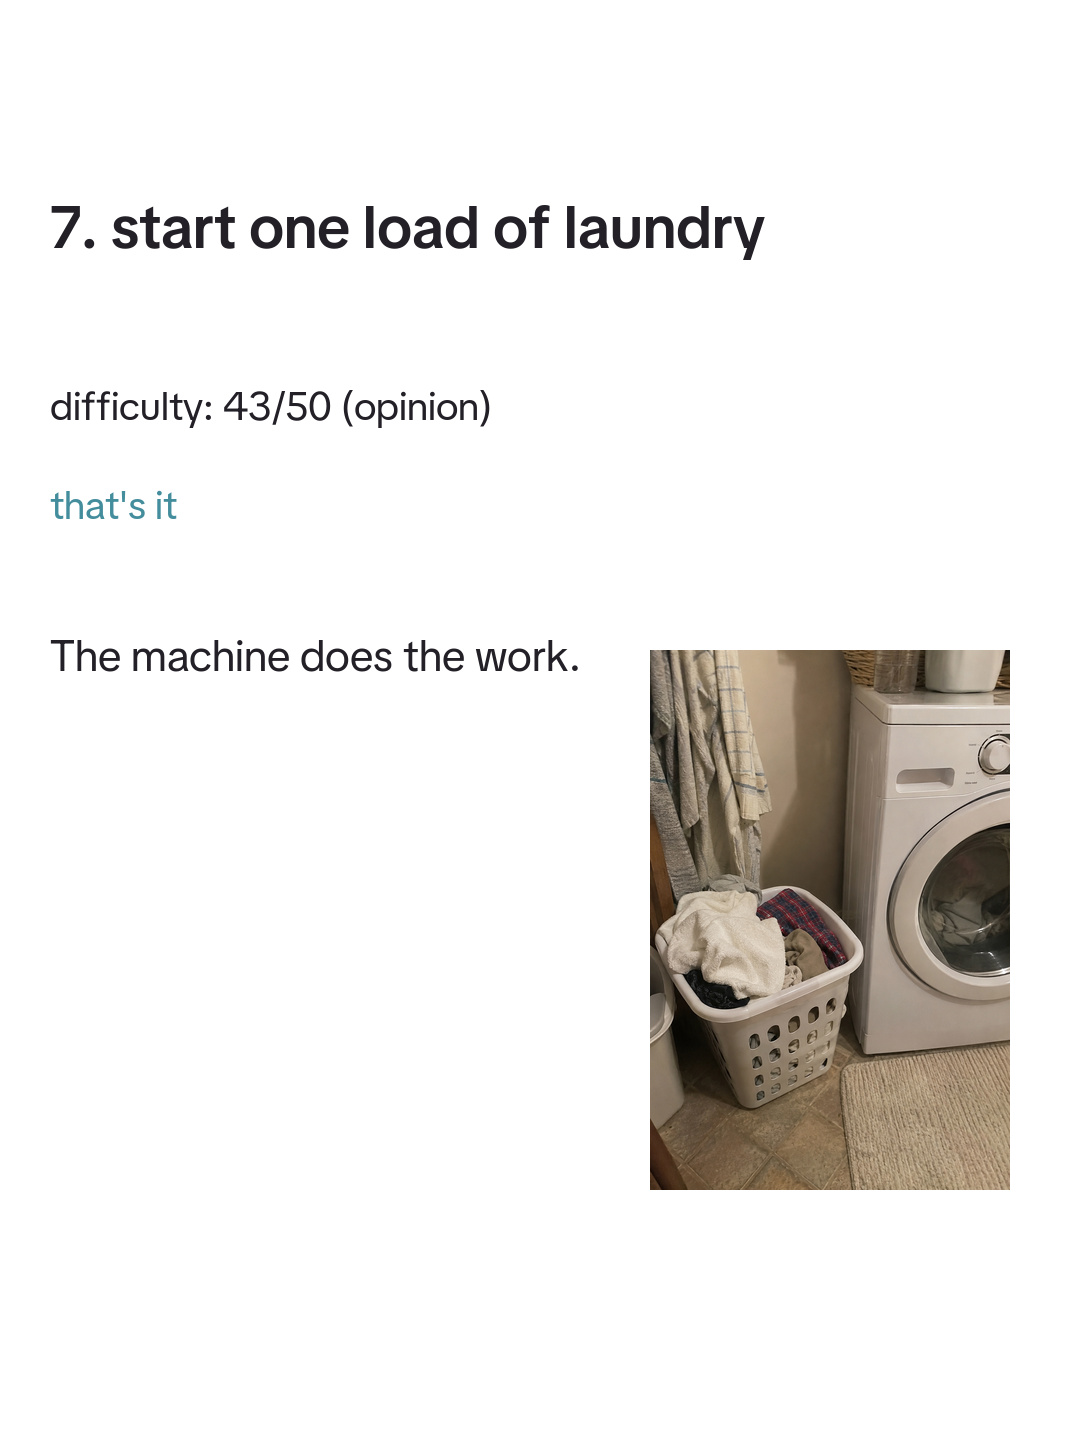 7. start one load of laundry
difficulty: 43/50 (opinion)
that's it
The machine does the work.